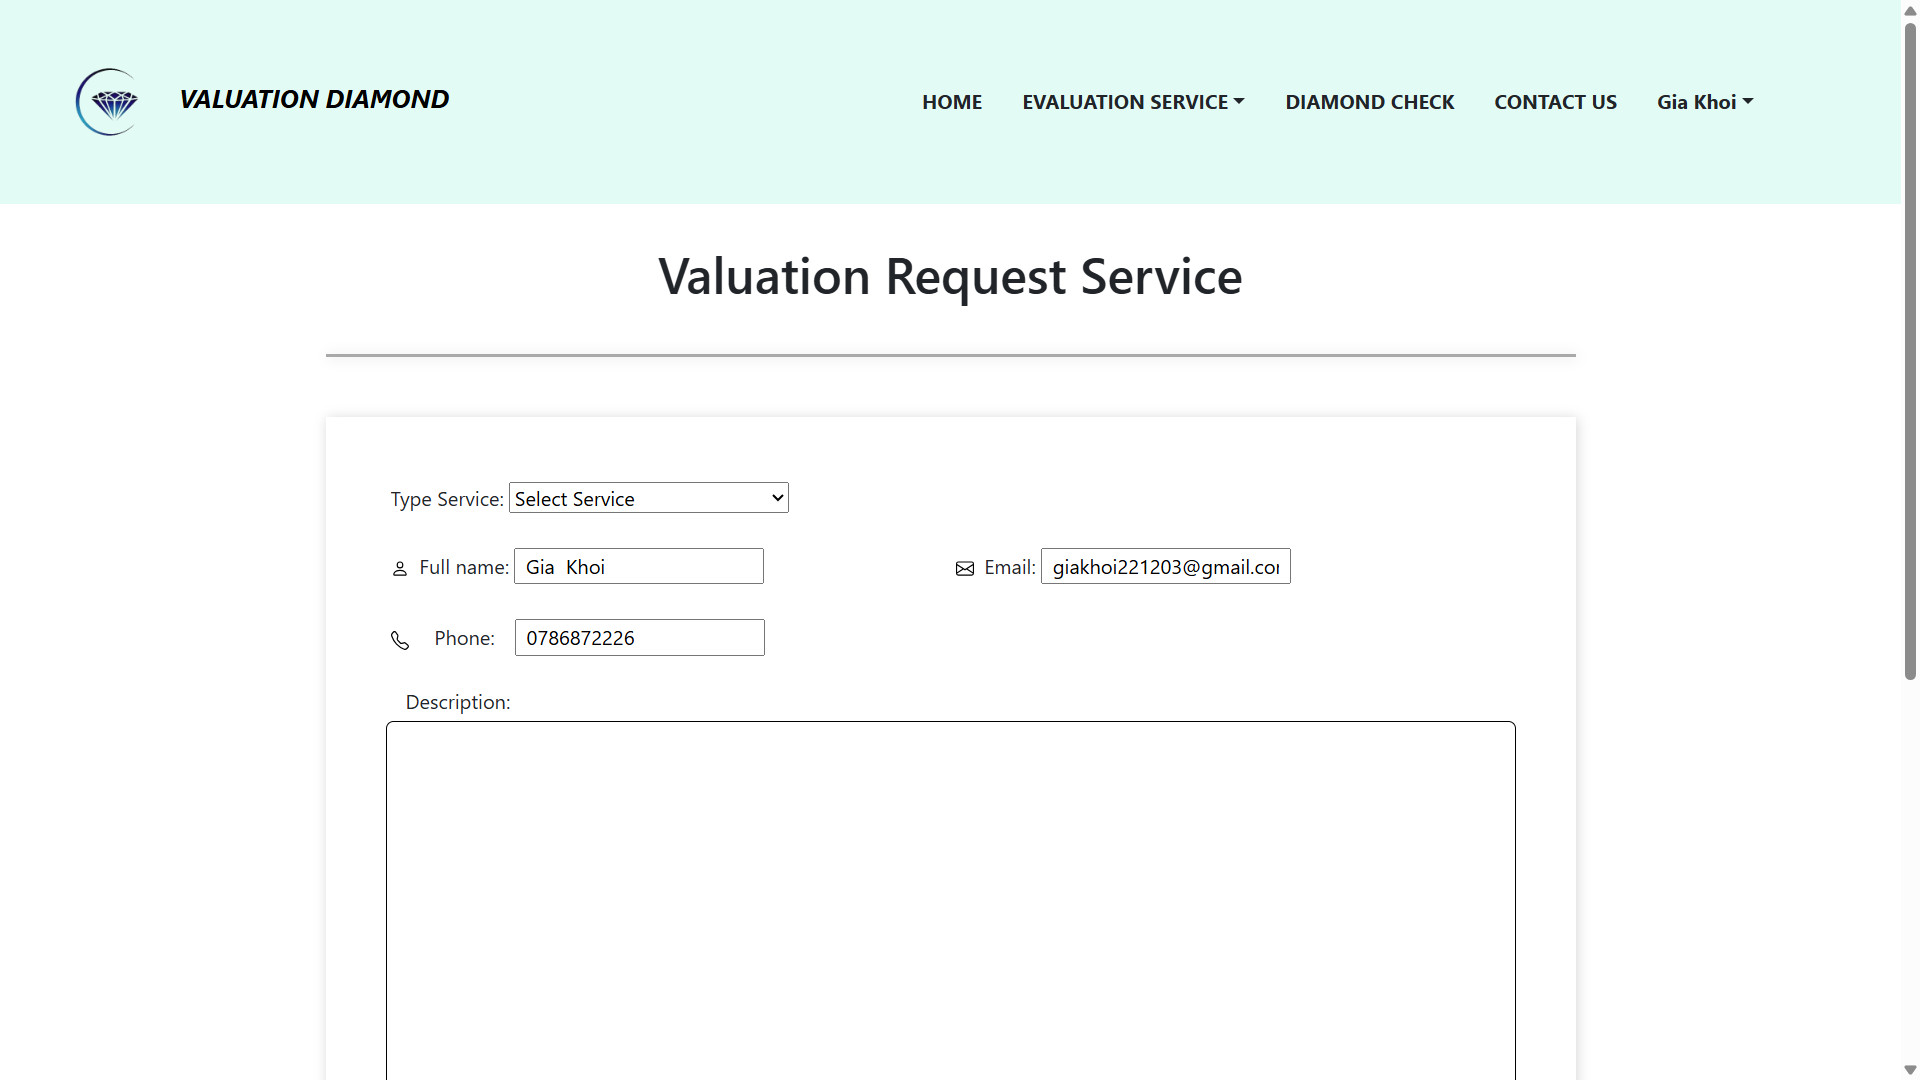 VALUATION DIAMOND
HOME EVALUATION SERVICE DIAMOND CHECK CONTACT US Gia Khoi
Valuation Request Service
Type Service: Select Service
Full name: Gia  Khoi
Email: giakhoi221203@gmail.co
Phone: 0786872226
Description: